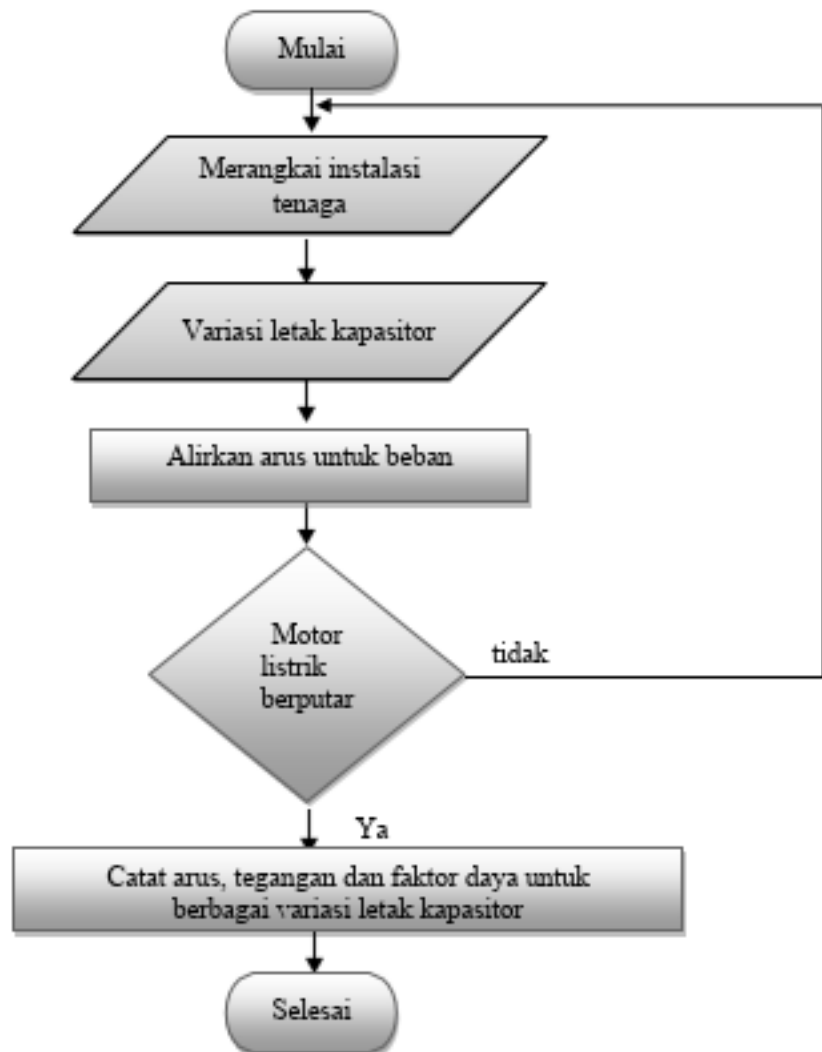 Mulai
Merangkai instalasi
tenaga
Variasi letak kapasitor
Alirkan arus untuk beban
Motor
listrik
berputar
tidak
Ya
Catat arus, tegangan dan faktor daya untuk
berbagai variasi letak kapasitor
Selesai